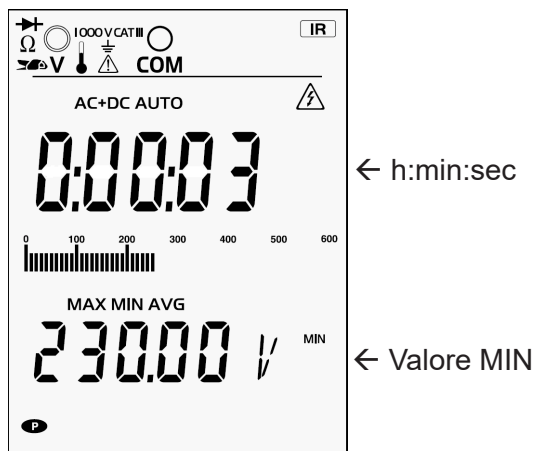 1000 V CAT III
IR
Ω
V
COM
AC+DC AUTO
0:00:03
← h:min:sec
0 100 200 300 400 500 600
MAX MIN AVG
230.00 V MIN
← Valore MIN
P